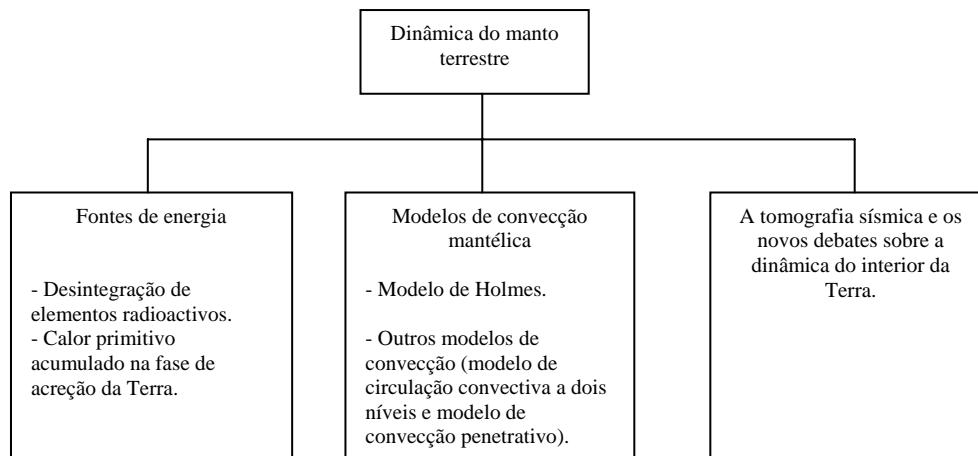 Dinâmica do manto
terrestre
Fontes de energia
- Desintegração de
elementos radioactivos.
- Calor primitivo
acumulado na fase de
acreção da Terra.
Modelos de convecção
mantélica
- Modelo de Holmes.
- Outros modelos de
convecção (modelo de
circulação convectiva a dois
níveis e modelo de
convecção penetrativo).
A tomografia sísmica e os
novos debates sobre a
dinâmica do interior da
Terra.